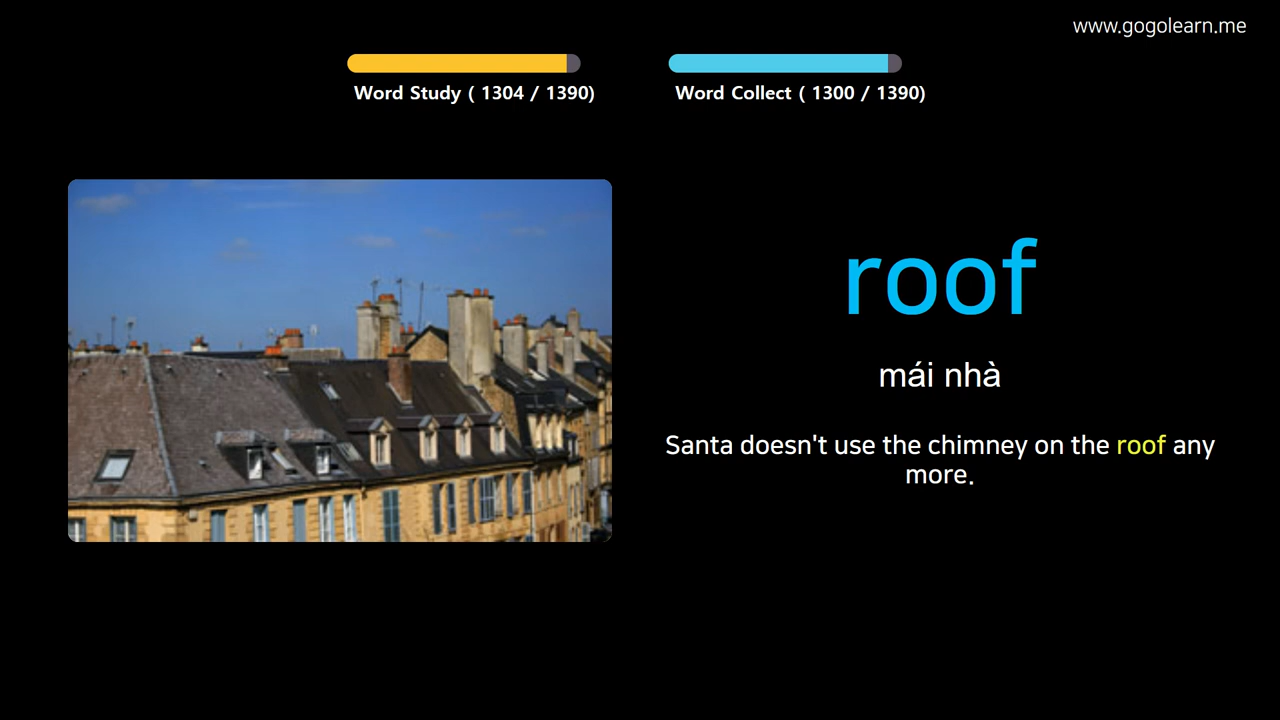 www.gogolearn.me
Word Study ( 1304 / 1390)
Word Collect ( 1300 / 1390)
roof
mái nhà
Santa doesn't use the chimney on the roof any
more.